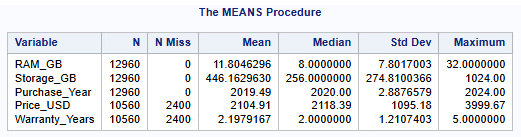 The MEANS Procedure
Variable N N Miss Mean Median Std Dev Maximum
RAM_GB 12960 0 11.8046296 8.0000000 7.8017003 32.0000000
Storage_GB 12960 0 446.1629630 256.0000000 274.8100366 1024.00
Purchase_Year 12960 0 2019.49 2020.00 2.8876579 2024.00
Price_USD 10560 2400 2104.91 2118.39 1095.18 3999.67
Warranty_Years 10560 2400 2.1979167 2.0000000 1.2107403 5.0000000